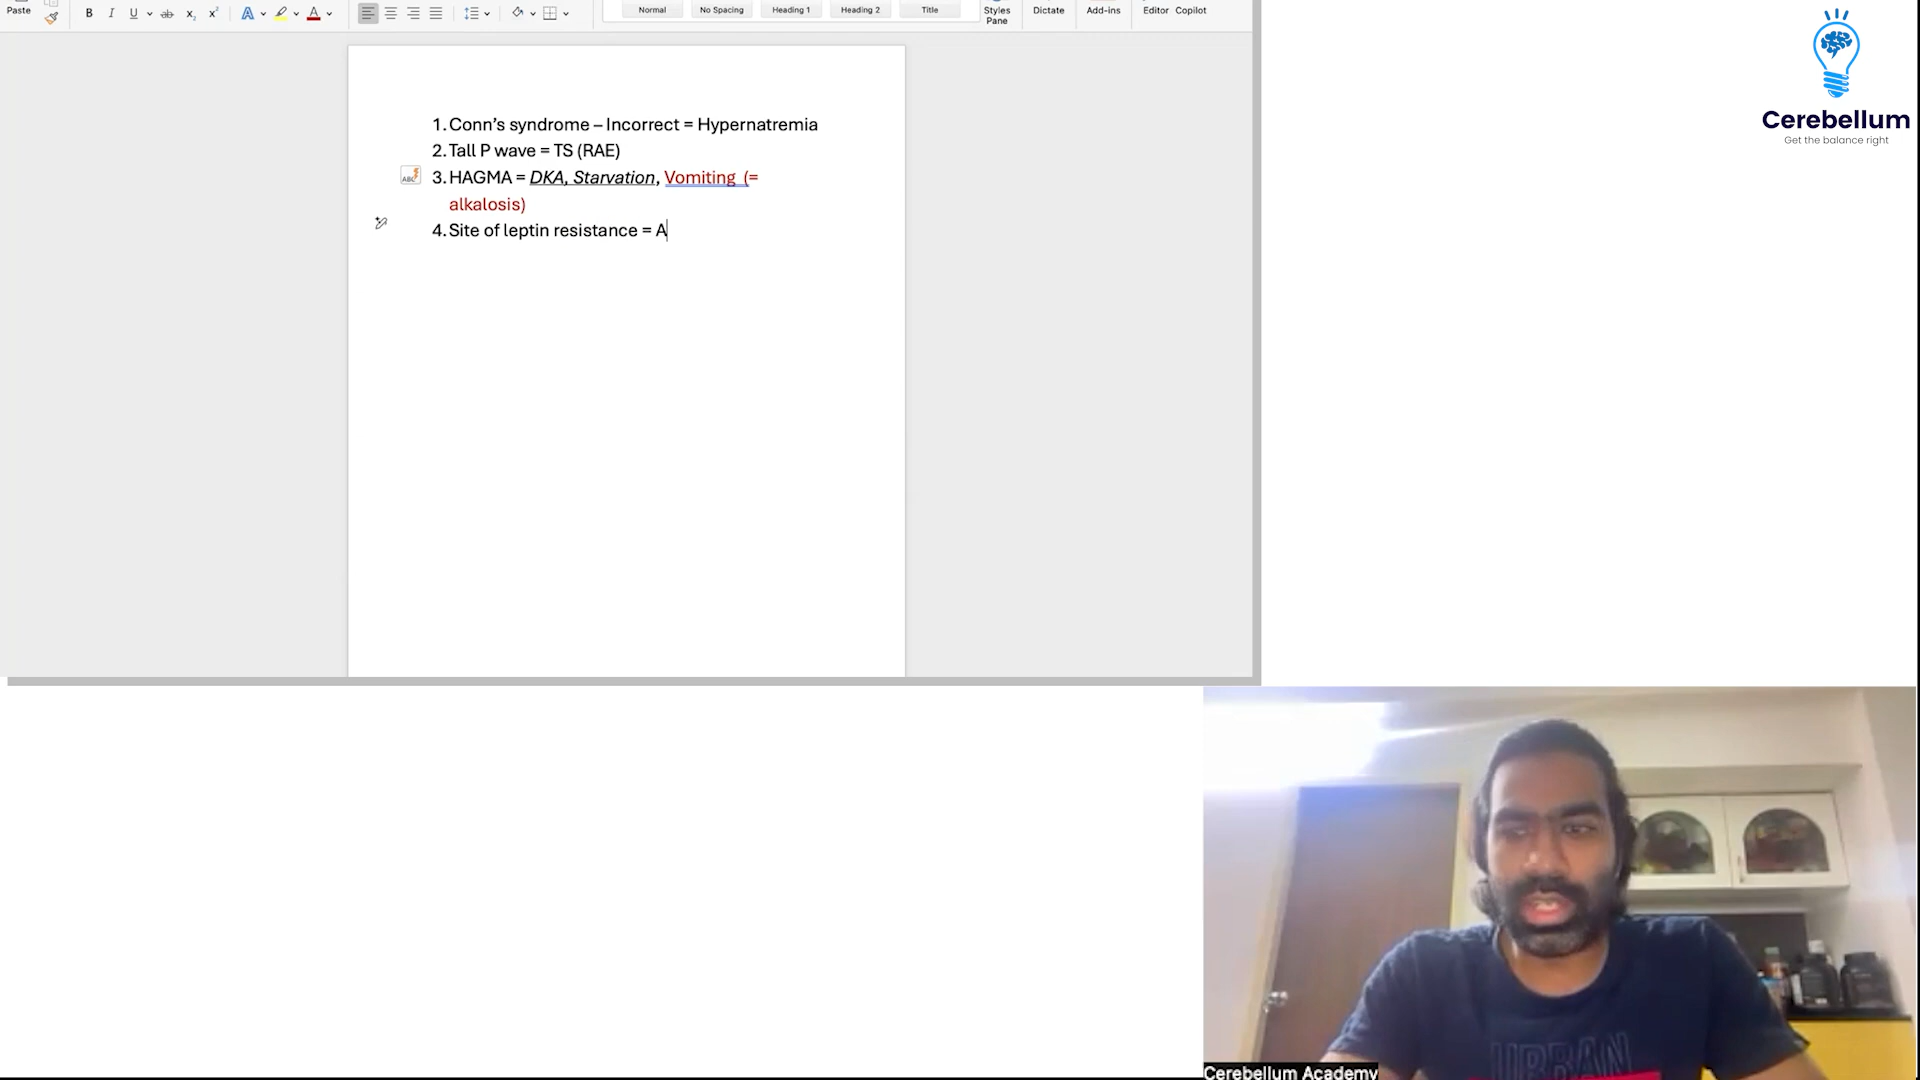 Paste
B I U ab x₂ x² A A
Normal
No Spacing
Heading 1
Heading 2
Title
Styles
Pane
Dictate
Add-ins
Editor
Copilot
Cerebellum
Get the balance right
1. Conn’s syndrome – Incorrect = Hypernatremia
2. Tall P wave = TS (RAE)
ABC
3. HAGMA = DKA, Starvation, Vomiting (=
alkalosis)
4. Site of leptin resistance = A
URBAN
Cerebellum Academy